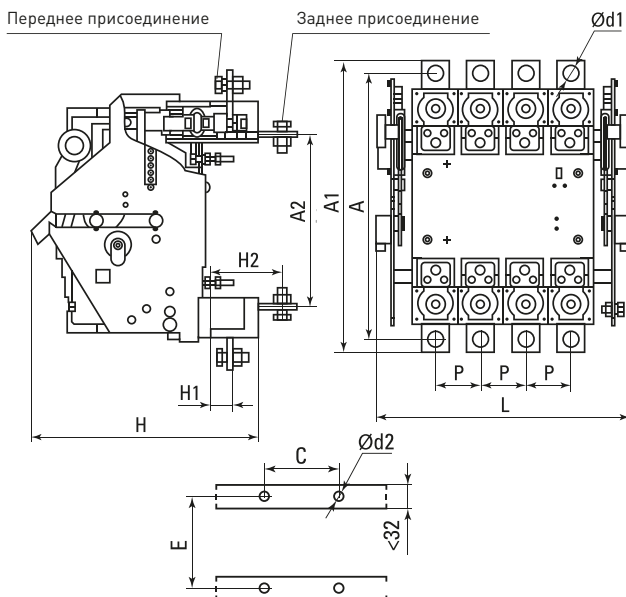 Переднее присоединение
Заднее присоединение
Ød1
A2
A1
A
H2
H1
H
P
P
P
L
Ød2
C
E
<32